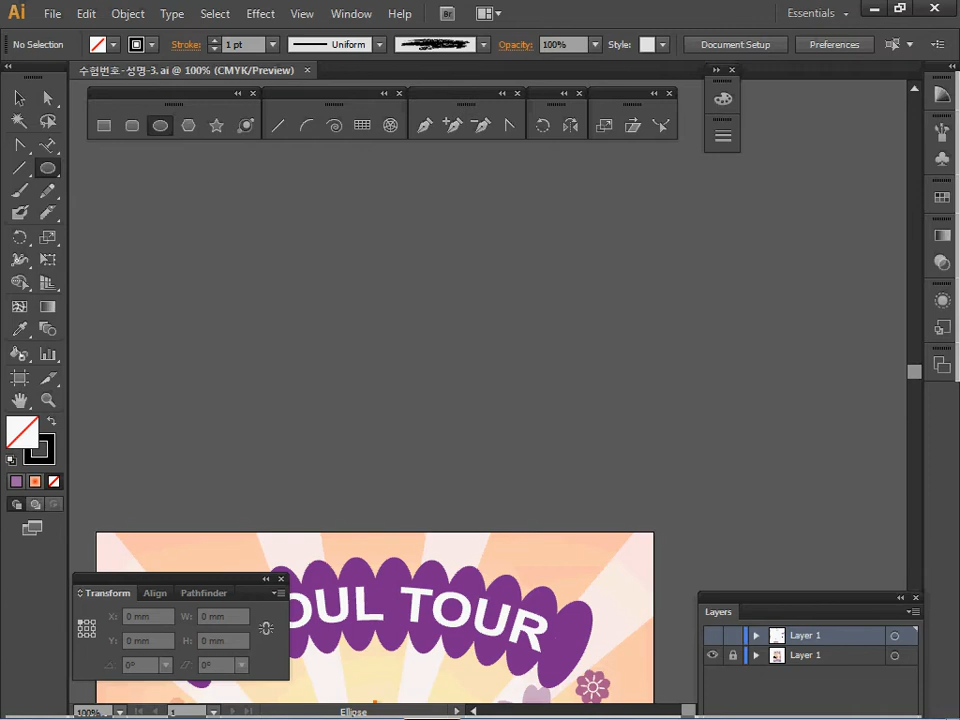 Ai File Edit Object Type Select Effect View Window Help Br Essentials
No Selection Stroke: 1 pt Uniform Opacity: 100% Style: Document Setup Preferences
수험번호-성명-3.ai @ 100% (CMYK/Preview) ×
OUL TOUR
Transform Align Pathfinder
X: 0 mm W: 0 mm
Y: 0 mm H: 0 mm
0° 0°
Layers
Layer 1
Layer 1
100% 1 Ellipse